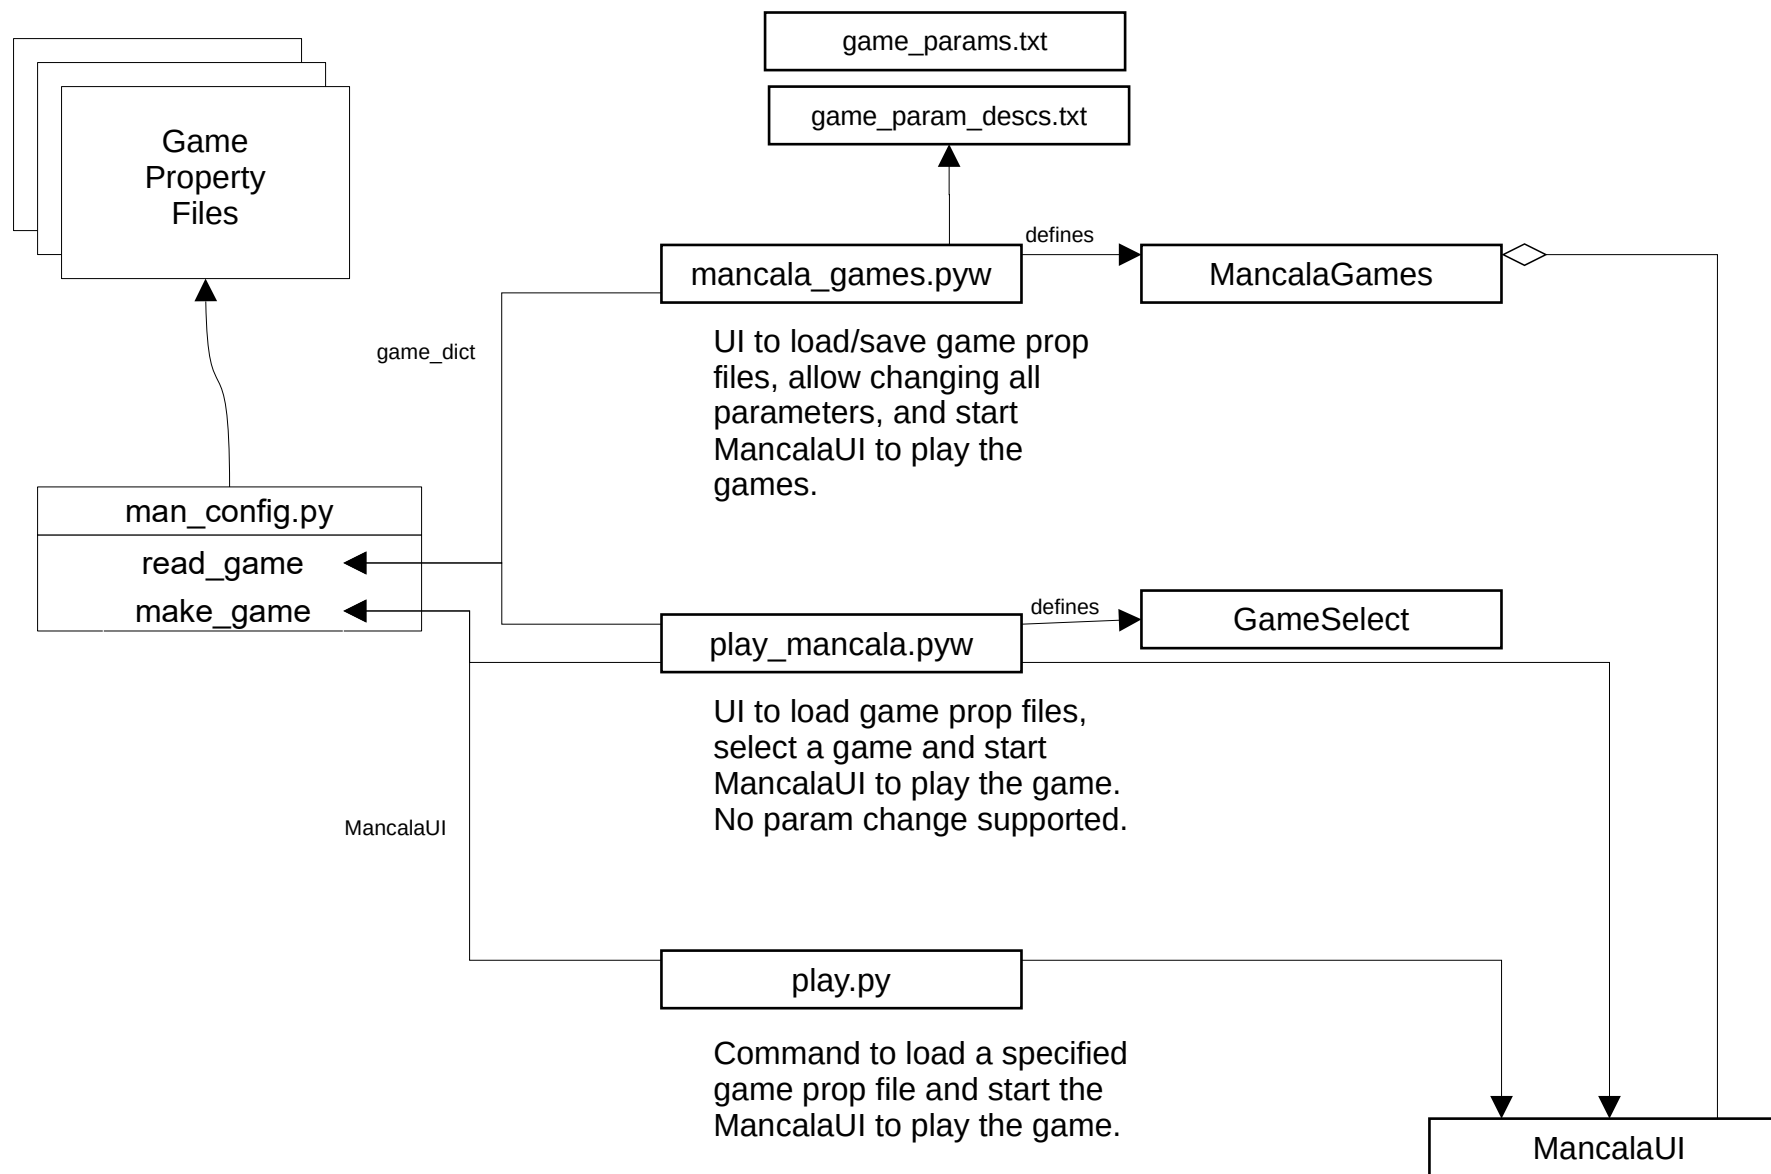 game_params.txt
game_param_descs.txt
Game
Property
Files
defines
mancala_games.pyw
MancalaGames
UI to load/save game prop
files, allow changing all
parameters, and start
MancalaUI to play the
games.
game_dict
man_config.py
read_game
make_game
defines
GameSelect
play_mancala.pyw
UI to load game prop files,
select a game and start
MancalaUI to play the game.
No param change supported.
MancalaUI
play.py
Command to load a specified
game prop file and start the
MancalaUI to play the game.
MancalaUI